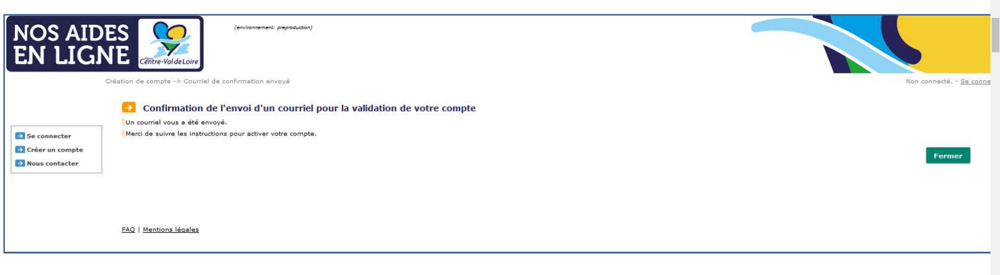 NOS AIDES
EN LIGNE
Région
Centre-Val de Loire
(environnement: preproduction)
Création de compte -> Courriel de confirmation envoyé
Non connecté. - Se conne
Confirmation de l'envoi d'un courriel pour la validation de votre compte
Un courriel vous a été envoyé.
Merci de suivre les instructions pour activer votre compte.
Se connecter
Créer un compte
Nous contacter
Fermer
FAQ | Mentions légales